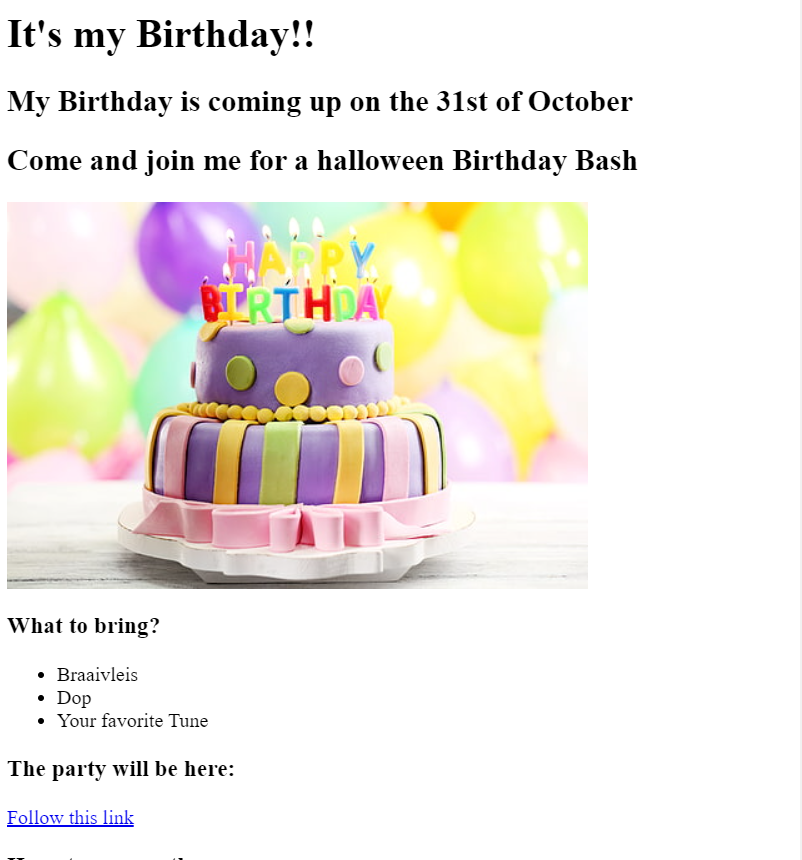 It's my Birthday!!
My Birthday is coming up on the 31st of October
Come and join me for a halloween Birthday Bash
HAPPY
BIRTHDAY
What to bring?
Braaivleis
Dop
Your favorite Tune
The party will be here:
Follow this link